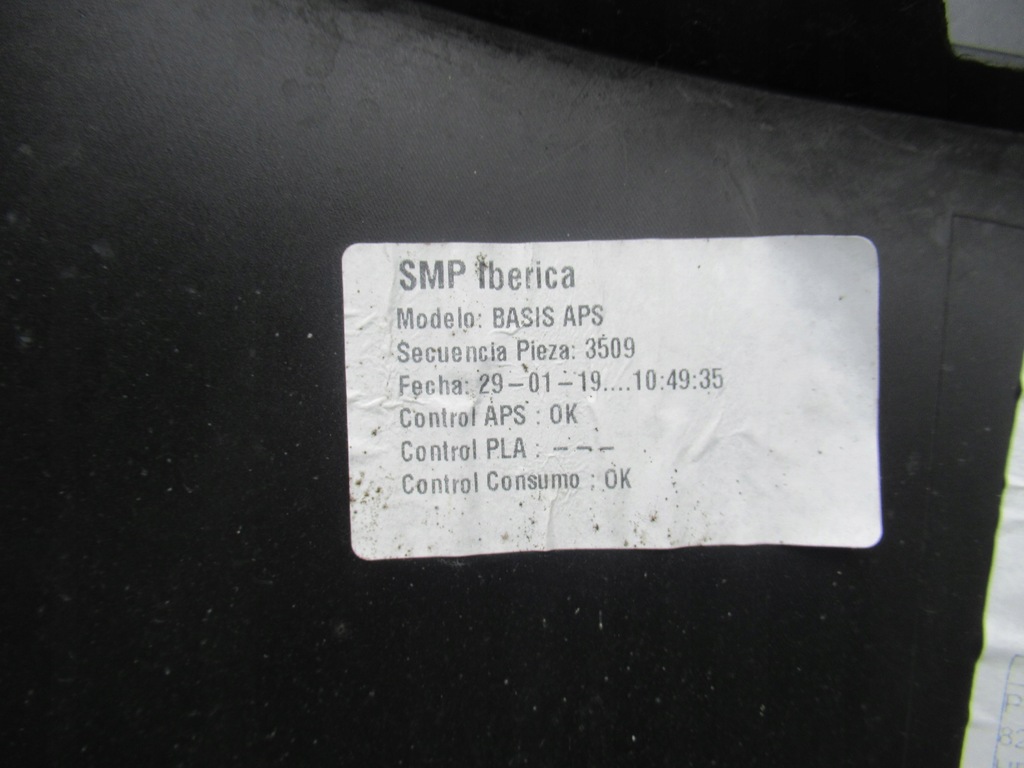 SMP Iberica
Modelo: BASIS APS
Secuencia Pieza: 3509
Fecha: 29-01-19....10:49:35
Control APS : OK
Control PLA : ---
Control Consumo : OK
P
82